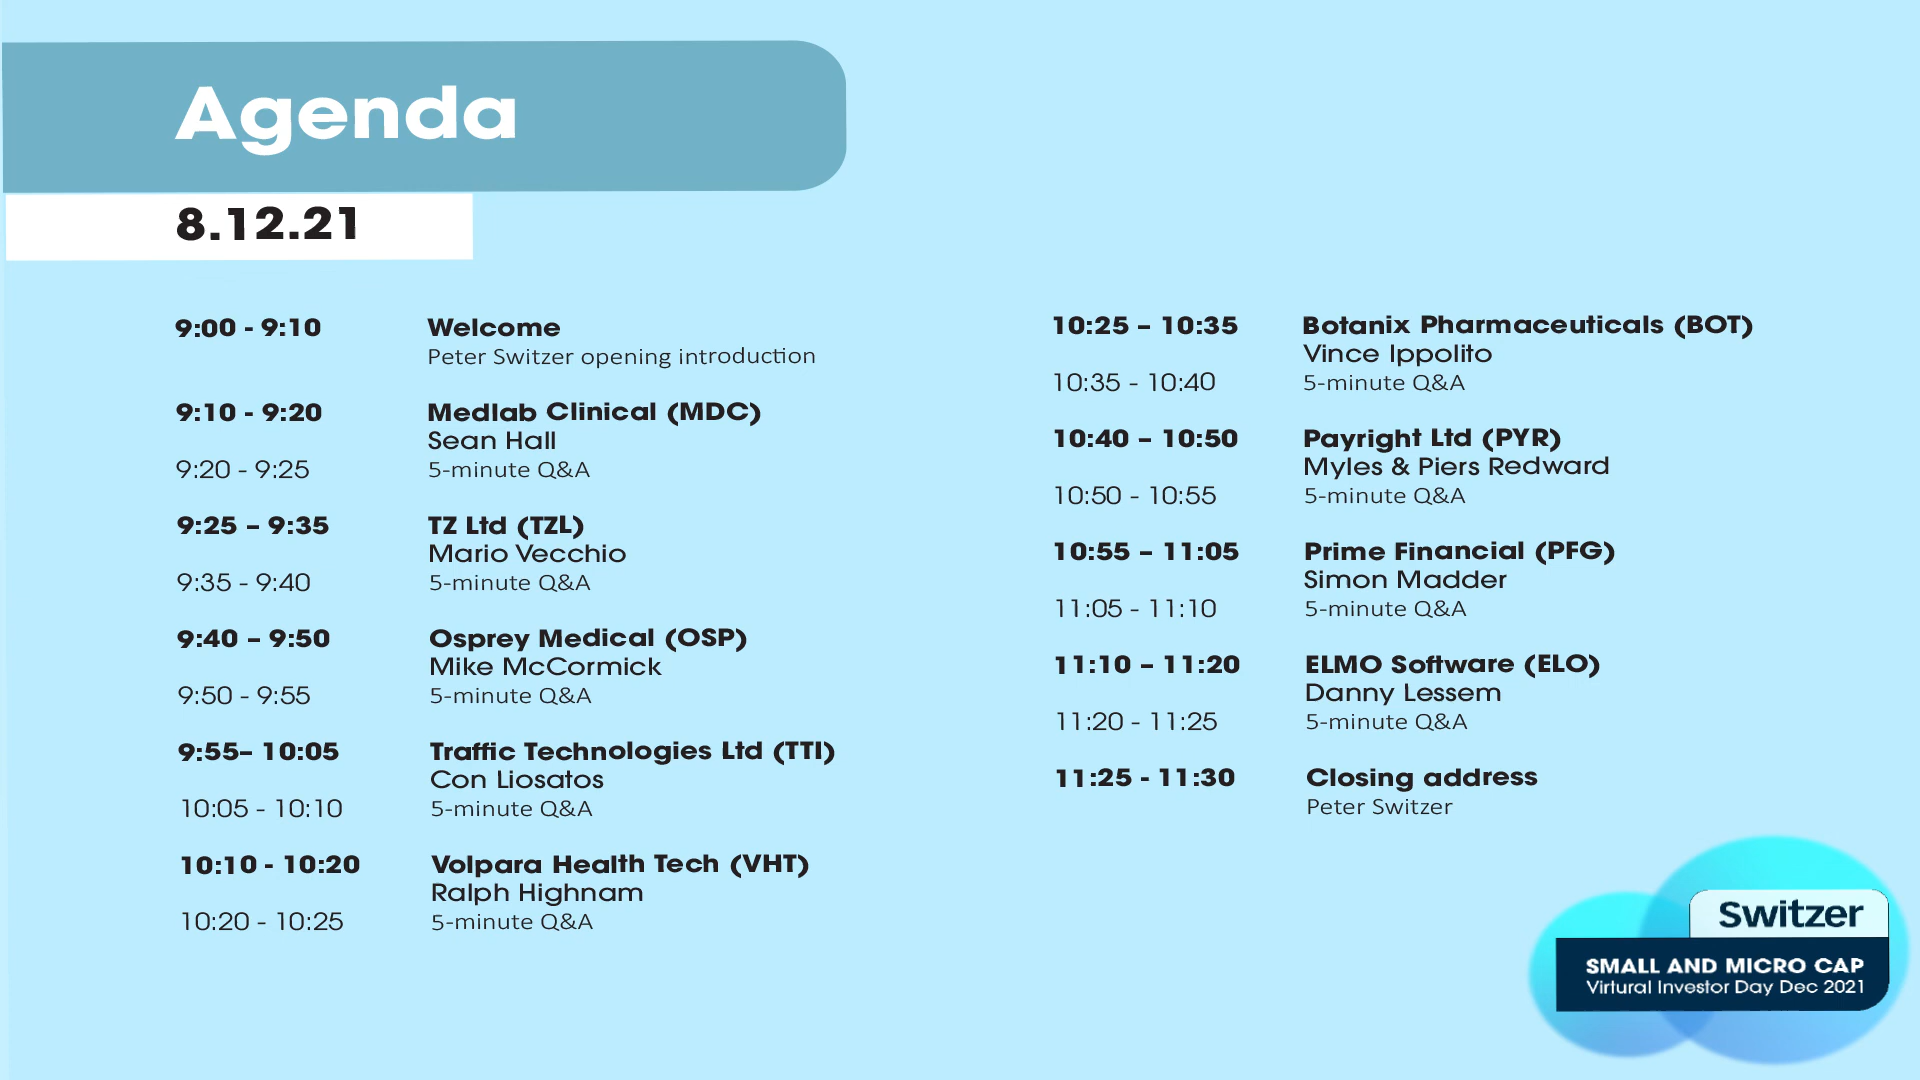 Agenda
8.12.21
9:00 - 9:10 Welcome
Peter Switzer opening introduction
9:10 - 9:20 Medlab Clinical (MDC)
Sean Hall
9:20 - 9:25 5-minute Q&A
9:25 – 9:35 TZ Ltd (TZL)
Mario Vecchio
9:35 - 9:40 5-minute Q&A
9:40 – 9:50 Osprey Medical (OSP)
Mike McCormick
9:50 - 9:55 5-minute Q&A
9:55– 10:05 Traffic Technologies Ltd (TTI)
Con Liosatos
10:05 - 10:10 5-minute Q&A
10:10 - 10:20 Volpara Health Tech (VHT)
Ralph Highnam
10:20 - 10:25 5-minute Q&A
10:25 – 10:35 Botanix Pharmaceuticals (BOT)
Vince Ippolito
10:35 - 10:40 5-minute Q&A
10:40 – 10:50 Payright Ltd (PYR)
Myles & Piers Redward
10:50 - 10:55 5-minute Q&A
10:55 – 11:05 Prime Financial (PFG)
Simon Madder
11:05 - 11:10 5-minute Q&A
11:10 – 11:20 ELMO Software (ELO)
Danny Lessem
11:20 - 11:25 5-minute Q&A
11:25 - 11:30 Closing address
Peter Switzer
Switzer
SMALL AND MICRO CAP
Virtural Investor Day Dec 2021